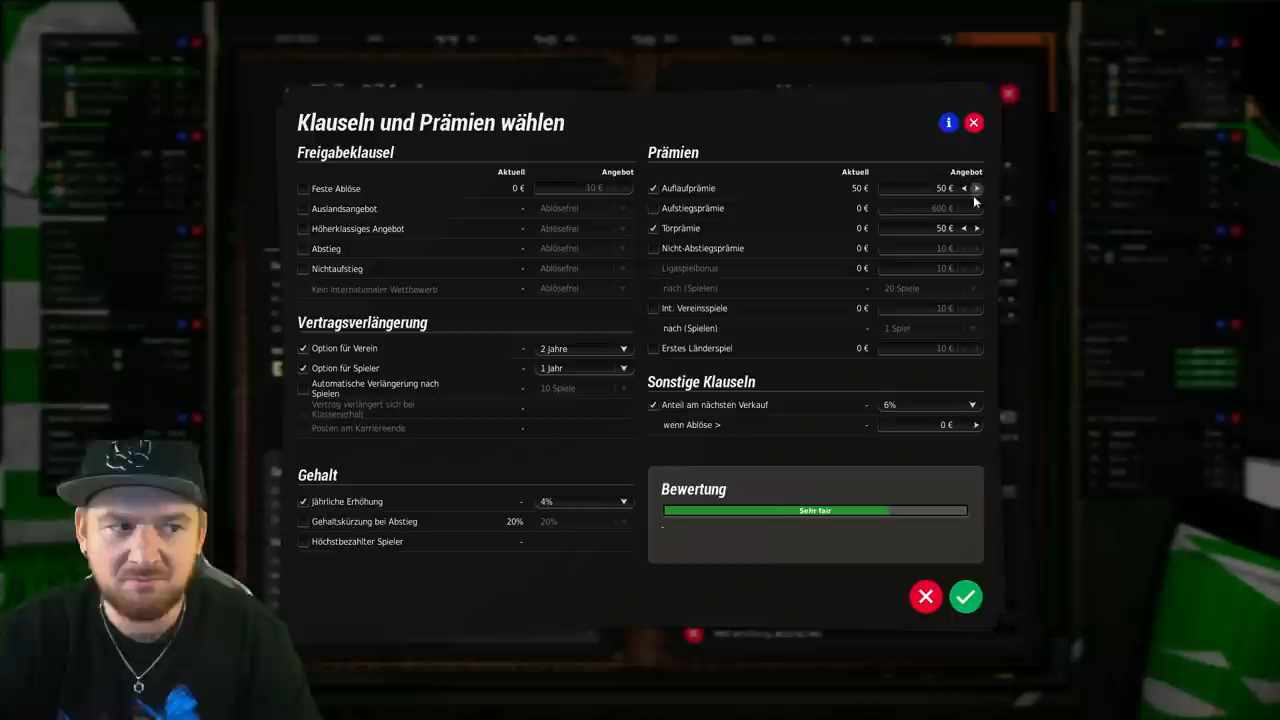 Klauseln und Prämien wählen
Freigabeklausel
Aktuell Angebot
Feste Ablöse 0 € 10 €
Auslandsangebot - Ablösefrei
Höherklassiges Angebot - Ablösefrei
Abstieg - Ablösefrei
Nichtaufstieg - Ablösefrei
Kein Internationaler Wettbewerb - Ablösefrei
Vertragsverlängerung
Option für Verein - 2 Jahre
Option für Spieler - 1 Jahr
Automatische Verlängerung nach
Spielen - 10 Spiele
Vertrag verlängert sich bei
Klassenerhalt -
Posten am Karriereende -
Gehalt
Jährliche Erhöhung - 4%
Gehaltskürzung bei Abstieg 20% 20%
Höchstbezahlter Spieler -
Prämien
Aktuell Angebot
Auflaufprämie 50 € 50 €
Aufstiegsprämie 0 € 600 €
Torprämie 0 € 50 €
Nicht-Abstiegsprämie 0 € 10 €
Ligaspielbonus 0 € 10 €
nach (Spielen) - 20 Spiele
Int. Vereinsspiele 0 € 10 €
nach (Spielen) - 1 Spiel
Erstes Länderspiel 0 € 10 €
Sonstige Klauseln
Anteil am nächsten Verkauf - 6%
wenn Ablöse > - 0 €
Bewertung
Sehr fair
-